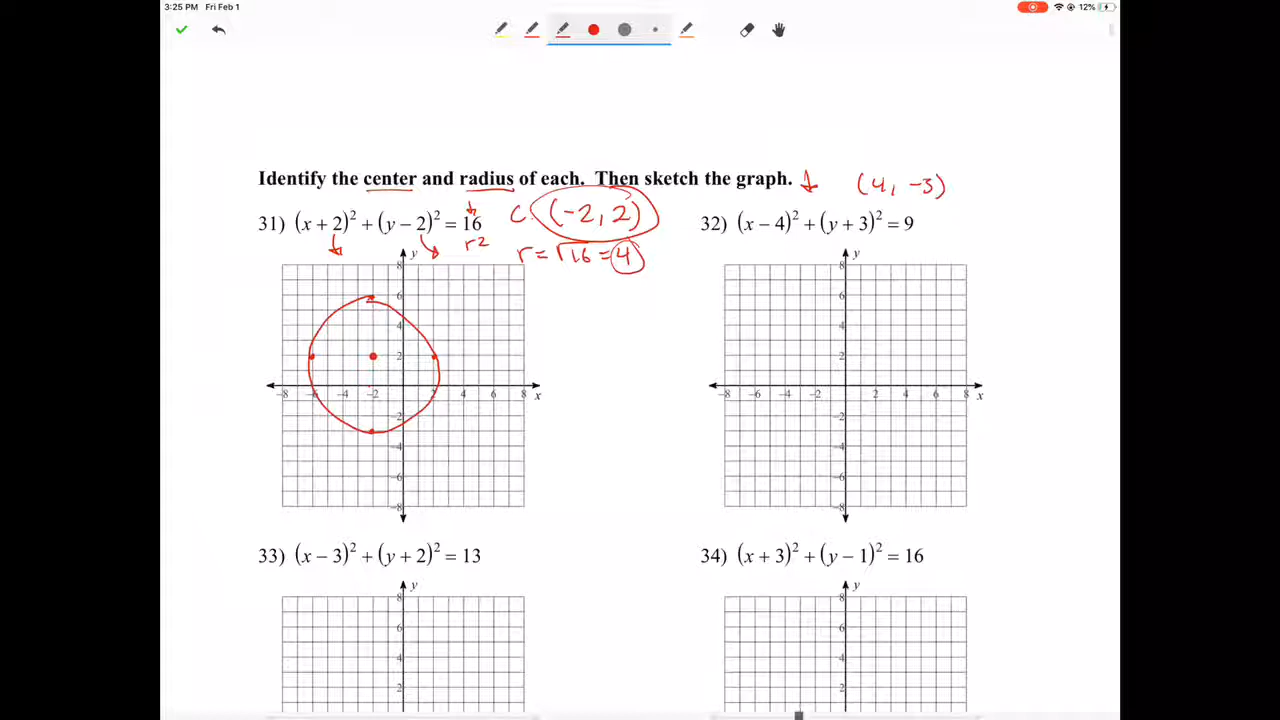 3:25 PM Fri Feb 1 12%
Identify the center and radius of each. Then sketch the graph. (4, -3)
31) (x + 2)² + (y − 2)² = 16 C: (-2, 2) 32) (x − 4)² + (y + 3)² = 9
r² r = √16 = 4
y y
8 8
6 6
4 4
2 2
−8 −6 −4 −2 2 4 6 8 x −8 −6 −4 −2 2 4 6 8 x
−2 −2
−4 −4
−6 −6
−8 −8
33) (x − 3)² + (y + 2)² = 13 34) (x + 3)² + (y − 1)² = 16
y y
8 8
6 6
4 4
2 2